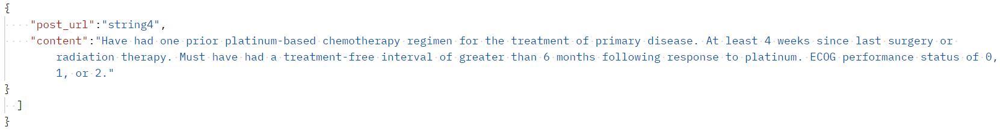 {
"post_url":"string4",
"content":"Have had one prior platinum-based chemotherapy regimen for the treatment of primary disease. At least 4 weeks since last surgery or
radiation therapy. Must have had a treatment-free interval of greater than 6 months following response to platinum. ECOG performance status of 0,
1, or 2."
}
]
}